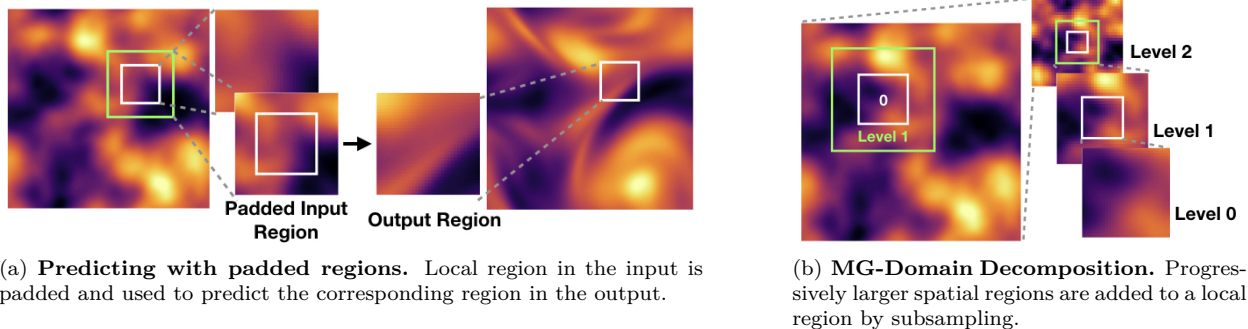 Padded Input
Region
Output Region
0
Level 1
Level 2
Level 1
Level 0
(a) Predicting with padded regions. Local region in the input is
padded and used to predict the corresponding region in the output.
(b) MG-Domain Decomposition. Progres-
sively larger spatial regions are added to a local
region by subsampling.